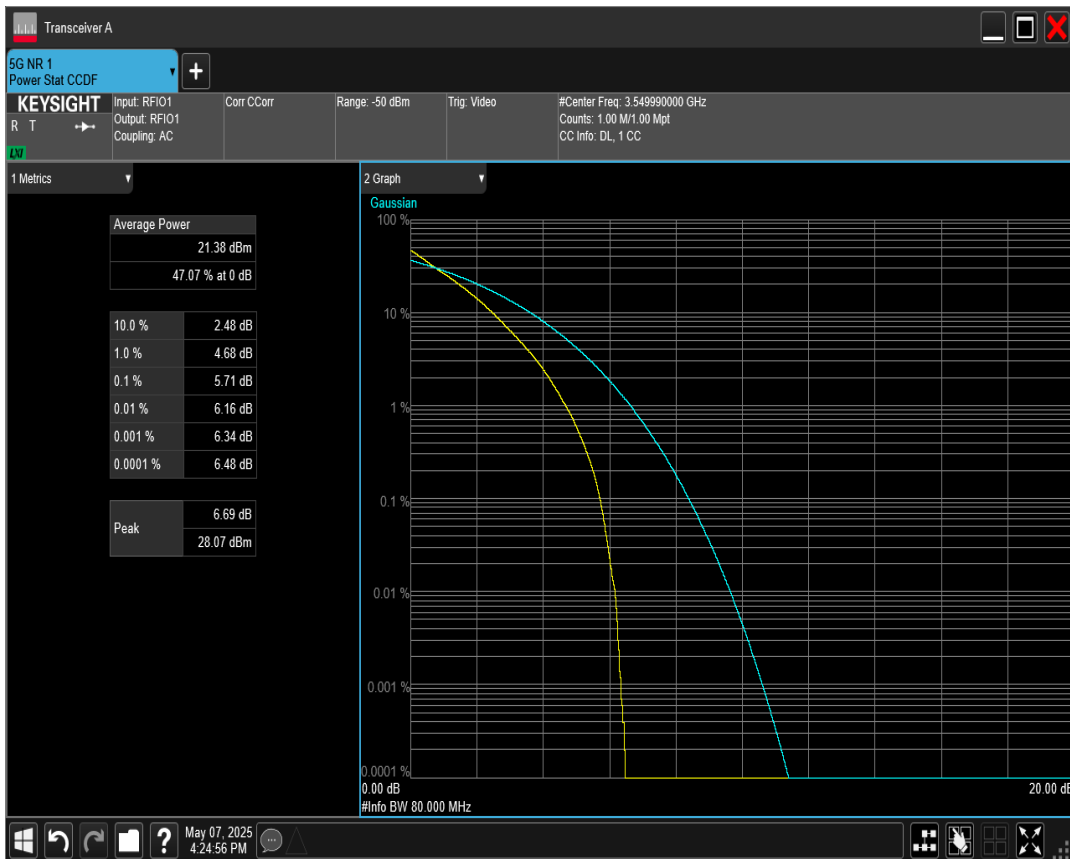 Transceiver A
5G NR 1
Power Stat CCDF
+
KEYSIGHT
R T
LXI
Input: RFIO1
Output: RFIO1
Coupling: AC
Corr CCorr
Range: -50 dBm
Trig: Video
#Center Freq: 3.549990000 GHz
Counts: 1.00 M/1.00 Mpt
CC Info: DL, 1 CC
1 Metrics
Average Power
21.38 dBm
47.07 % at 0 dB
10.0 % 2.48 dB
1.0 % 4.68 dB
0.1 % 5.71 dB
0.01 % 6.16 dB
0.001 % 6.34 dB
0.0001 % 6.48 dB
Peak 6.69 dB
28.07 dBm
2 Graph
Gaussian
100 %
10 %
1 %
0.1 %
0.01 %
0.001 %
0.0001 %
0.00 dB 20.00 dB
#Info BW 80.000 MHz
?
May 07, 2025
4:24:56 PM